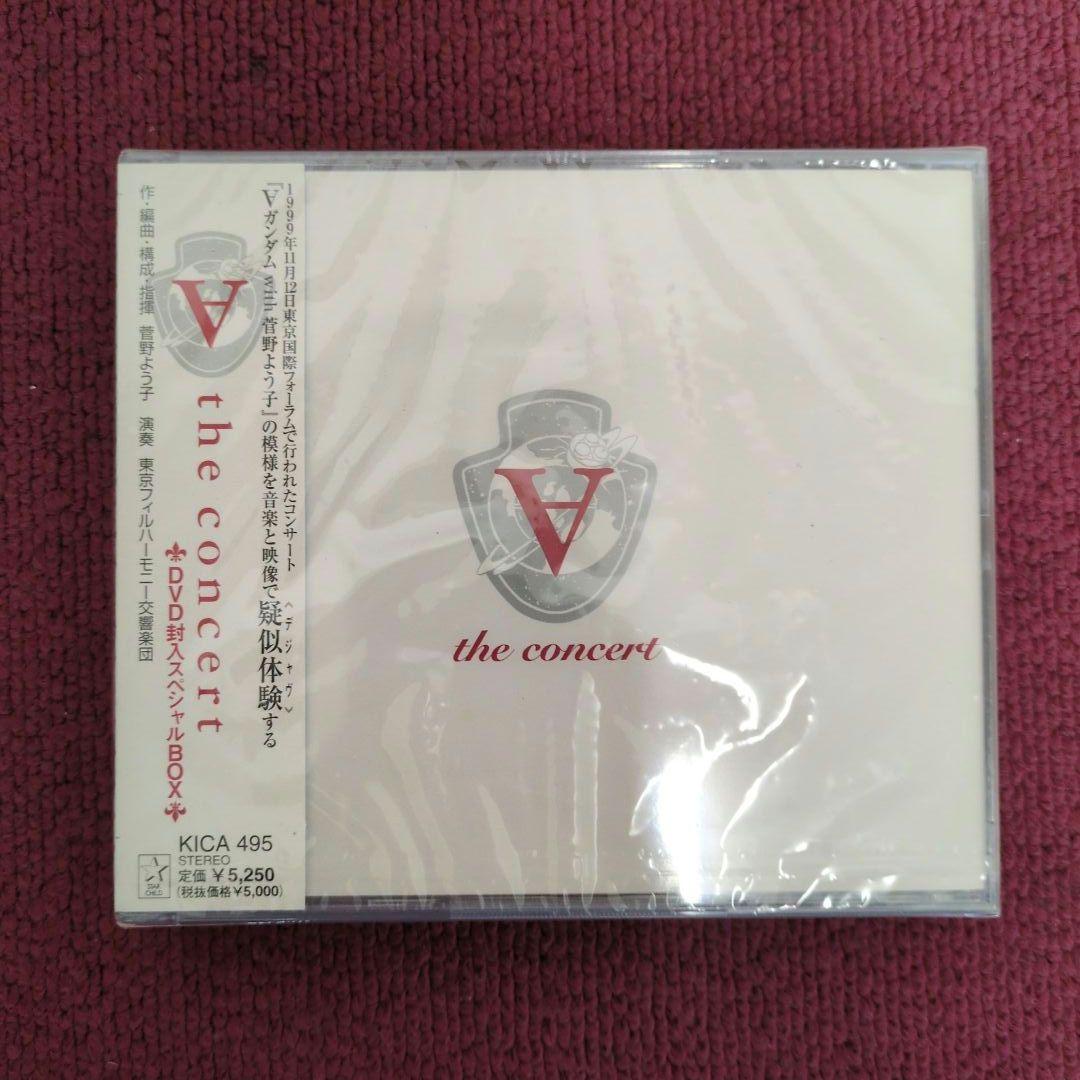 1999年11月12日東京国際フォーラムで行われたコンサート
『∀ガンダム with 菅野よう子』の模様を音楽と映像で疑似体験する
〈デジャヴ〉
∀ the concert
⚜DVD封入スペシャルBOX⚜
作・編曲・構成・指揮 菅野よう子 演奏 東京フィルハーモニー交響楽団
KICA 495
STEREO
定価 ¥5,250
(税抜価格¥5,000)
STAR
CHILD
∀
the concert